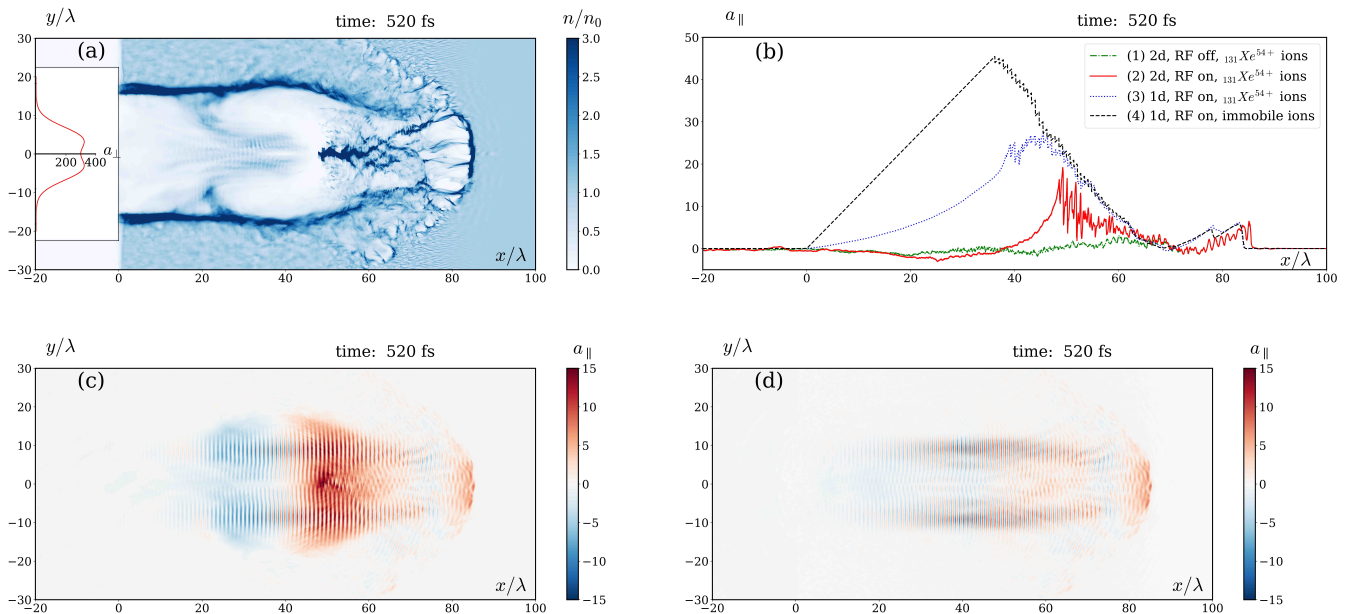 y/λ
time: 520 fs
n/n₀
(a)
30
20
10
0
−10
−20
−30
200 400
a⊥
x/λ
−20 0 20 40 60 80 100
3.0
2.5
2.0
1.5
1.0
0.5
0.0
a∥
time: 520 fs
(b)
50
40
30
20
10
0
(1) 2d, RF off, ₁₃₁Xe⁵⁴⁺ ions
(2) 2d, RF on, ₁₃₁Xe⁵⁴⁺ ions
(3) 1d, RF on, ₁₃₁Xe⁵⁴⁺ ions
(4) 1d, RF on, immobile ions
x/λ
−20 0 20 40 60 80 100
y/λ
time: 520 fs
a∥
(c)
30
20
10
0
−10
−20
−30
x/λ
−20 0 20 40 60 80 100
15
10
5
0
−5
−10
−15
y/λ
time: 520 fs
a∥
(d)
30
20
10
0
−10
−20
−30
x/λ
−20 0 20 40 60 80 100
15
10
5
0
−5
−10
−15